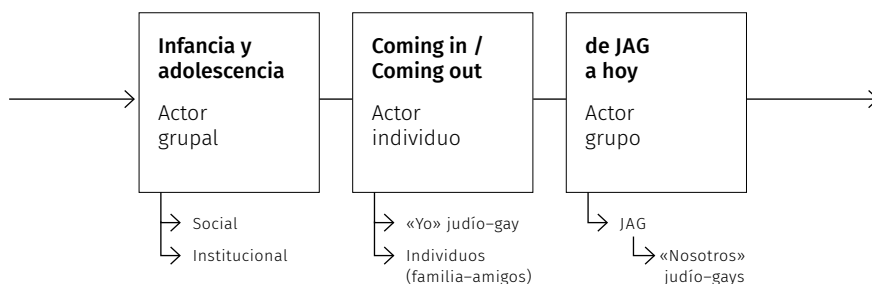 Infancia y
adolescencia
Actor
grupal
Social
Institucional
Coming in /
Coming out
Actor
individuo
«Yo» judío–gay
Individuos
(familia–amigos)
de JAG
a hoy
Actor
grupo
JAG
«Nosotros»
judío–gays